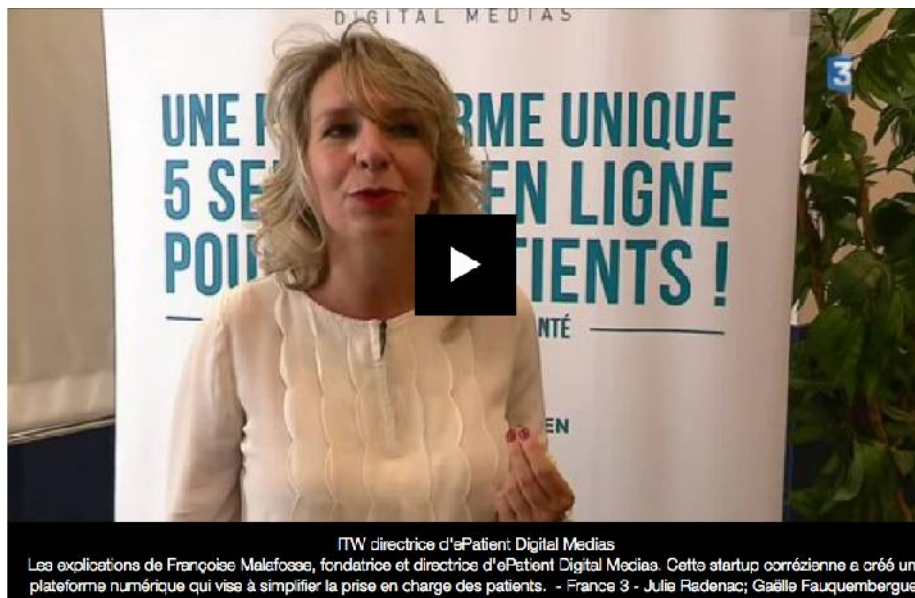 DIGITAL MEDIAS
3
UNE RME UNIQUE
5 SE EN LIGNE
POU TIENTS !
NTÉ
EN
ITW directrice d'ePatient Digital Medias
Les explications de Françoise Malafosse, fondatrice et directrice d'ePatient Digital Medias. Cette startup corrézienne a créé un
plateforme numérique qui vise à simplifier la prise en charge des patients. - France 3 - Julie Radenac; Gaëlle Fauquembergue